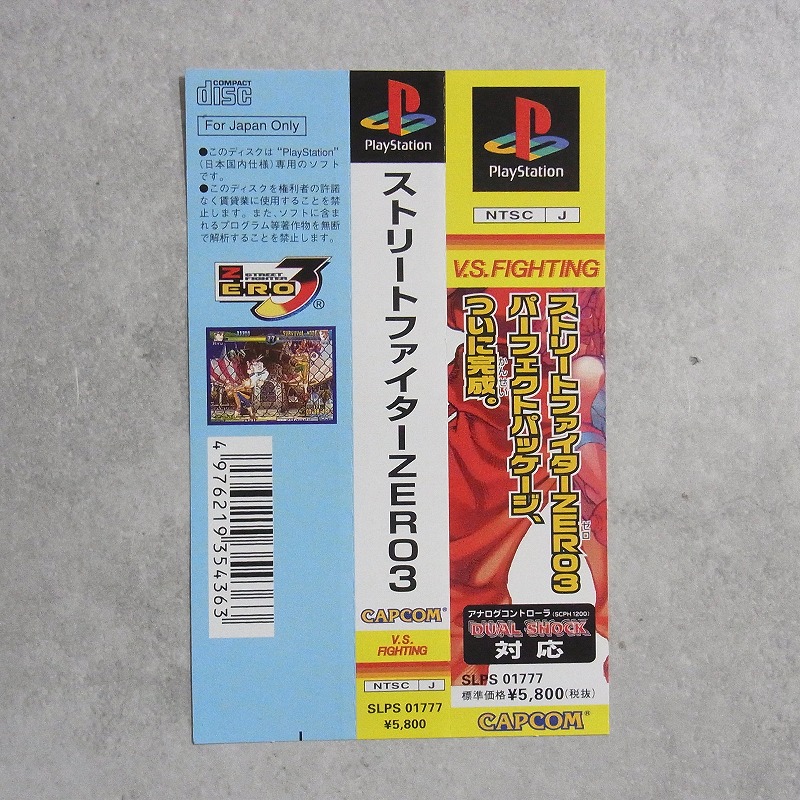 COMPACT
disc
For Japan Only
●このディスクは “PlayStation”
(日本国内仕様) 専用のソフト
です。
●このディスクを権利者の許諾
なく賃貸業に使用することを禁
止します。また、ソフトに含ま
れるプログラム等著作物を無断
で解析することを禁止します。
STREET
FIGHTER
ZERO 3®
RYU
4976219354363
PlayStation
ストリートファイターZERO3
CAPCOM®
V.S.
FIGHTING
NTSC J
SLPS 01777
¥5,800
PlayStation
NTSC J
V.S. FIGHTING
ストリートファイターZERO3
ゼロ
パーフェクトパッケージ、
ついに完成。
かんせい
アナログコントローラ(SCPH 1200)
DUAL SHOCK
対応
SLPS 01777
標準価格¥5,800(税抜)
CAPCOM®